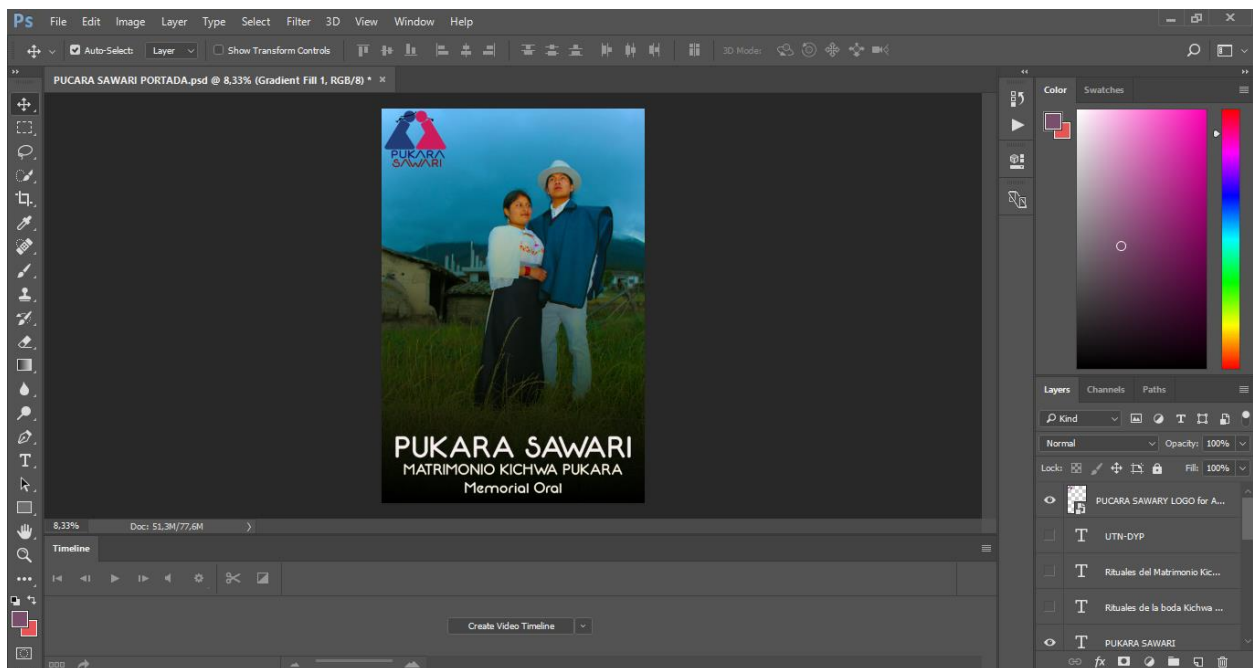 Ps File Edit Image Layer Type Select Filter 3D View Window Help
Auto-Select: Layer Show Transform Controls 3D Mode:
PUCARA SAWARI PORTADA.psd @ 8,33% (Gradient Fill 1, RGB/8) * ×
PUKARA
SAWARI
PUKARA SAWARI
MATRIMONIO KICHWA PUKARA
Memorial Oral
8,33% Doc: 51,3M/77,6M
Timeline
Create Video Timeline
Color Swatches
Layers Channels Paths
Kind
Normal Opacity: 100%
Lock: Fill: 100%
PUCARA SAWARY LOGO for A...
T UTN-DYP
T Rituales del Matrimonio Kic...
T Rituales de la boda Kichwa ...
T PUKARA SAWARI
fx